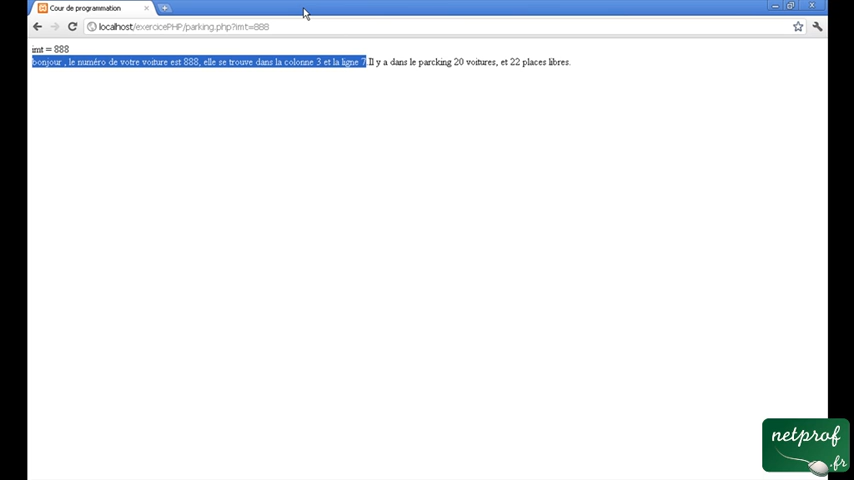 Cour de programmation
localhost/exercicePHP/parking.php?imt=888
imt = 888
bonjour , le numéro de votre voiture est 888, elle se trouve dans la colonne 3 et la ligne 7.Il y a dans le parcking 20 voitures, et 22 places libres.
netprof
.fr